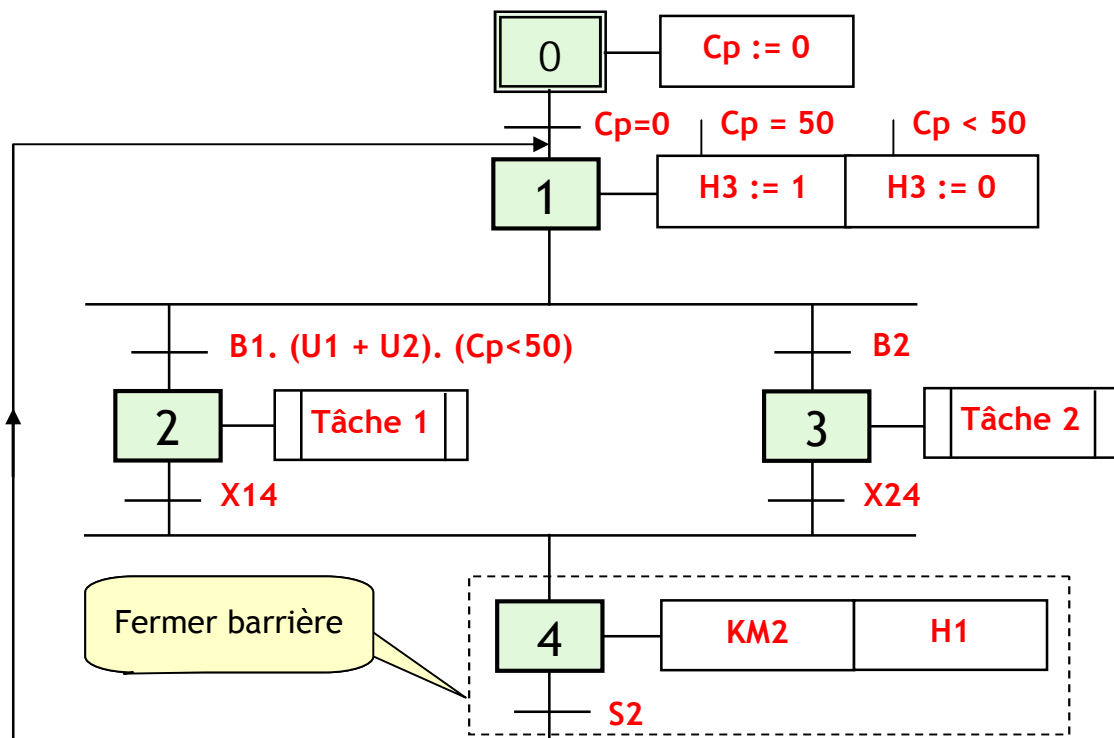 0
Cp := 0
Cp=0
Cp = 50
Cp < 50
1
H3 := 1
H3 := 0
B1. (U1 + U2). (Cp<50)
B2
2
Tâche 1
3
Tâche 2
X14
X24
Fermer barrière
4
KM2
H1
S2